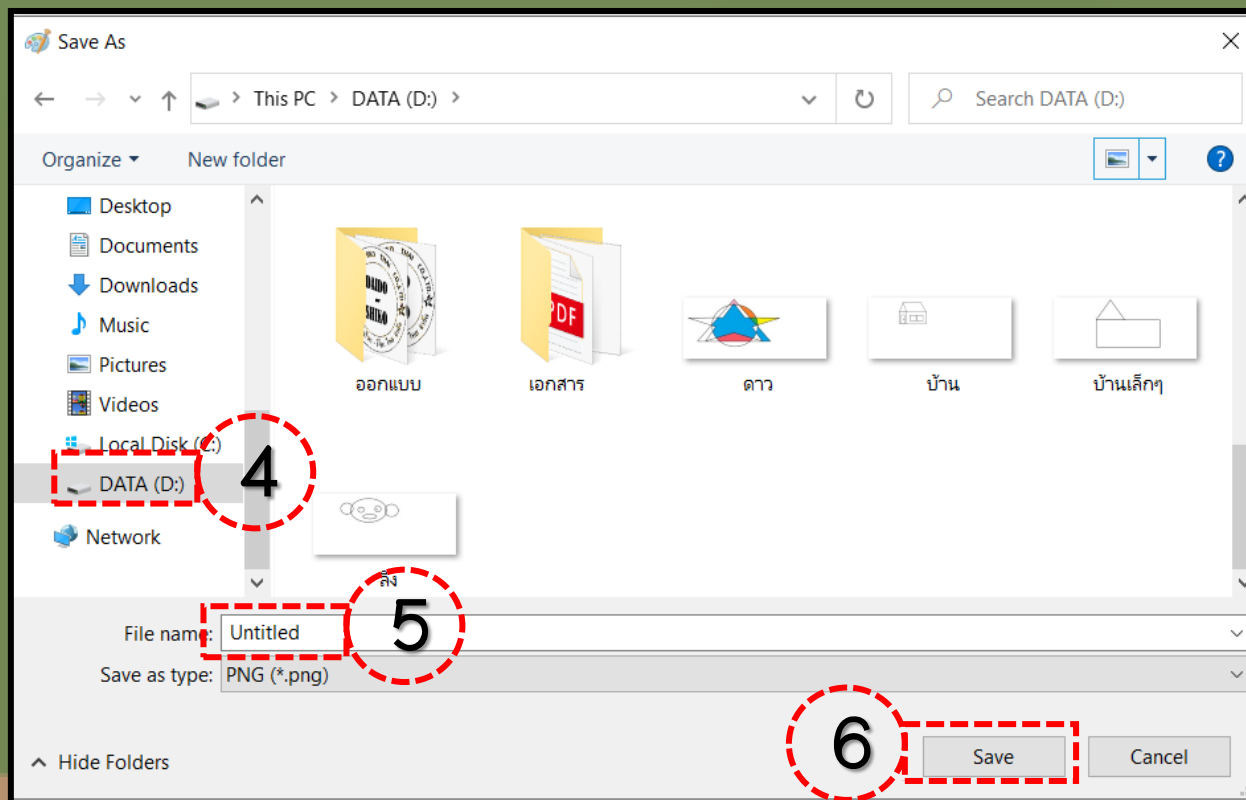 Save As
This PC > DATA (D:) >
Search DATA (D:)
Organize
New folder
?
Desktop
Documents
Downloads
Music
Pictures
Videos
Local Disk (C:)
DATA (D:)
4
Network
DAIDO
SHIKO
PDF
ออกแบบ
เอกสาร
ดาว
บ้าน
บ้านเล็กๆ
ลิง
File name: Untitled
5
Save as type: PNG (*.png)
6
Hide Folders
Save
Cancel